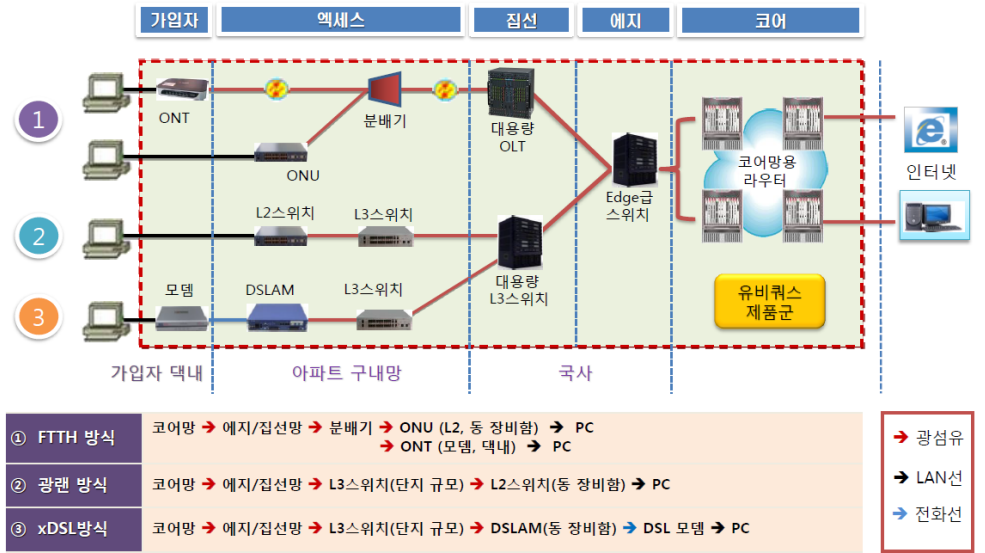 가입자 엑세스 집선 에지 코어
1
ONT
분배기
대용량
OLT
ONU
코어망용
라우터
인터넷
Edge급
스위치
2
L2스위치 L3스위치
대용량
L3스위치
3
모뎀 DSLAM L3스위치
유비쿼스
제품군
가입자 댁내 아파트 구내망 국사
① FTTH 방식 코어망 ➔ 에지/집선망 ➔ 분배기 ➔ ONU (L2, 동 장비함) ➔ PC
➔ ONT (모뎀, 댁내) ➔ PC
② 광랜 방식 코어망 ➔ 에지/집선망 ➔ L3스위치(단지 규모) ➔ L2스위치(동 장비함) ➔ PC
③ xDSL방식 코어망 ➔ 에지/집선망 ➔ L3스위치(단지 규모) ➔ DSLAM(동 장비함) ➔ DSL 모뎀 ➔ PC
➔ 광섬유
➔ LAN선
➔ 전화선